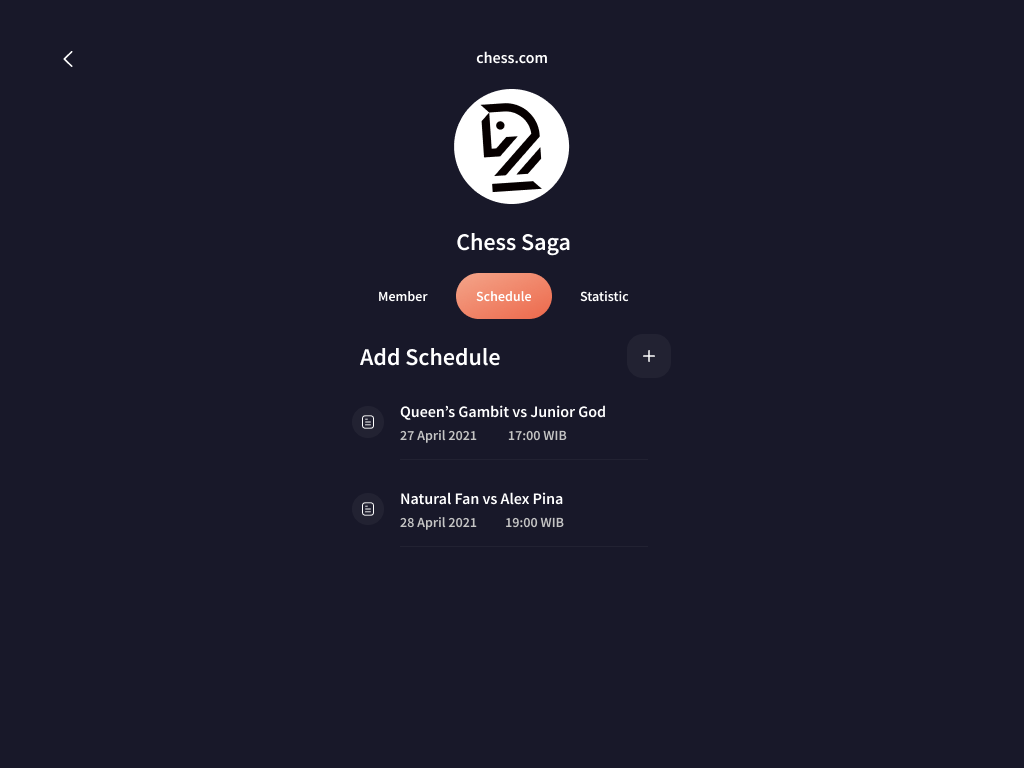 chess.com
Chess Saga
Member Schedule Statistic
Add Schedule
Queen’s Gambit vs Junior God
27 April 2021 17:00 WIB
Natural Fan vs Alex Pina
28 April 2021 19:00 WIB